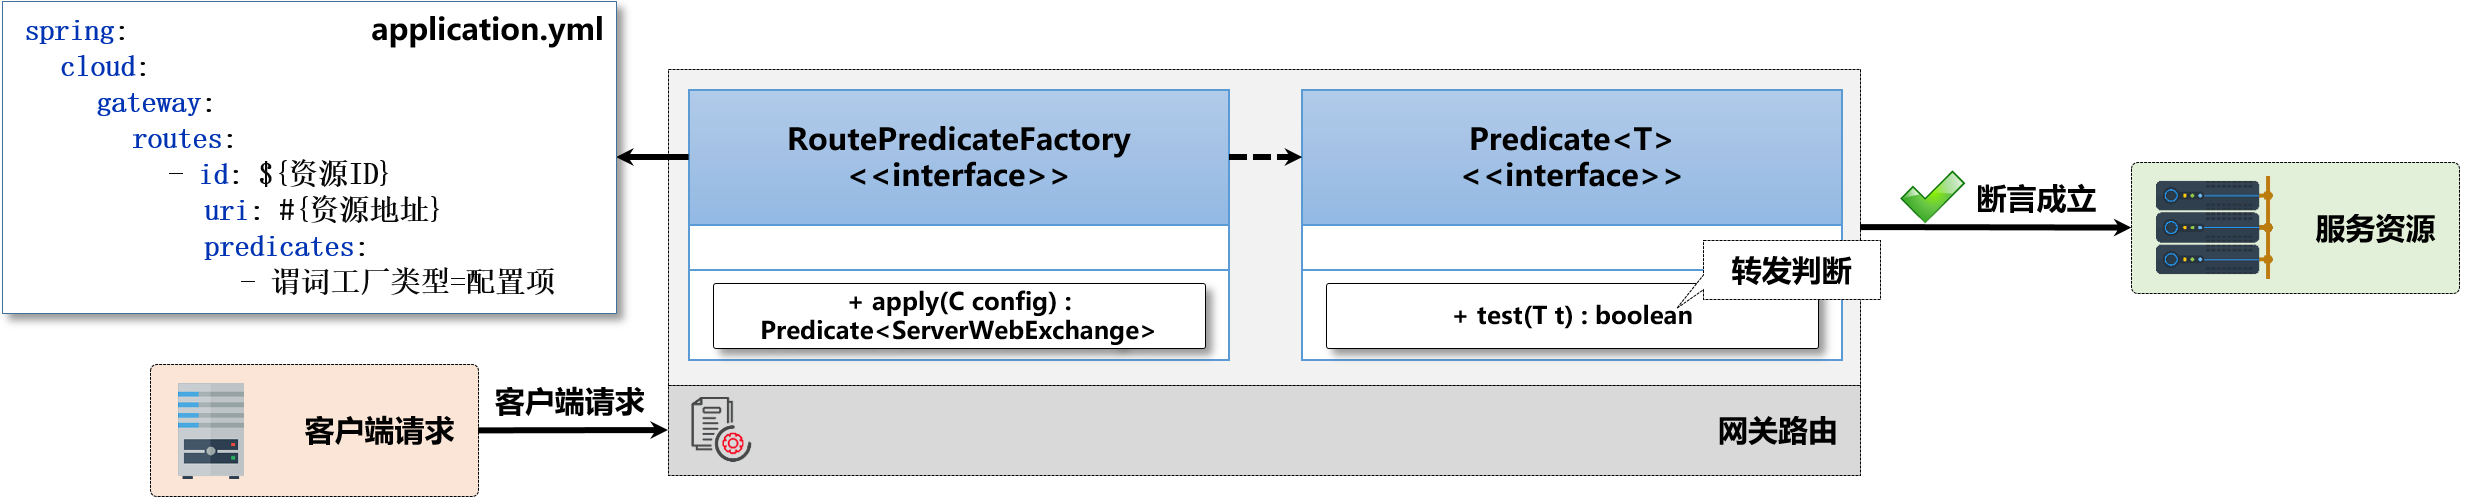 application.yml
spring:
cloud:
gateway:
routes:
- id: ${资源ID}
uri: #{资源地址}
predicates:
- 谓词工厂类型=配置项
RoutePredicateFactory
<<interface>>
+ apply(C config) :
Predicate<ServerWebExchange>
Predicate<T>
<<interface>>
转发判断
+ test(T t) : boolean
断言成立
服务资源
客户端请求
客户端请求
网关路由